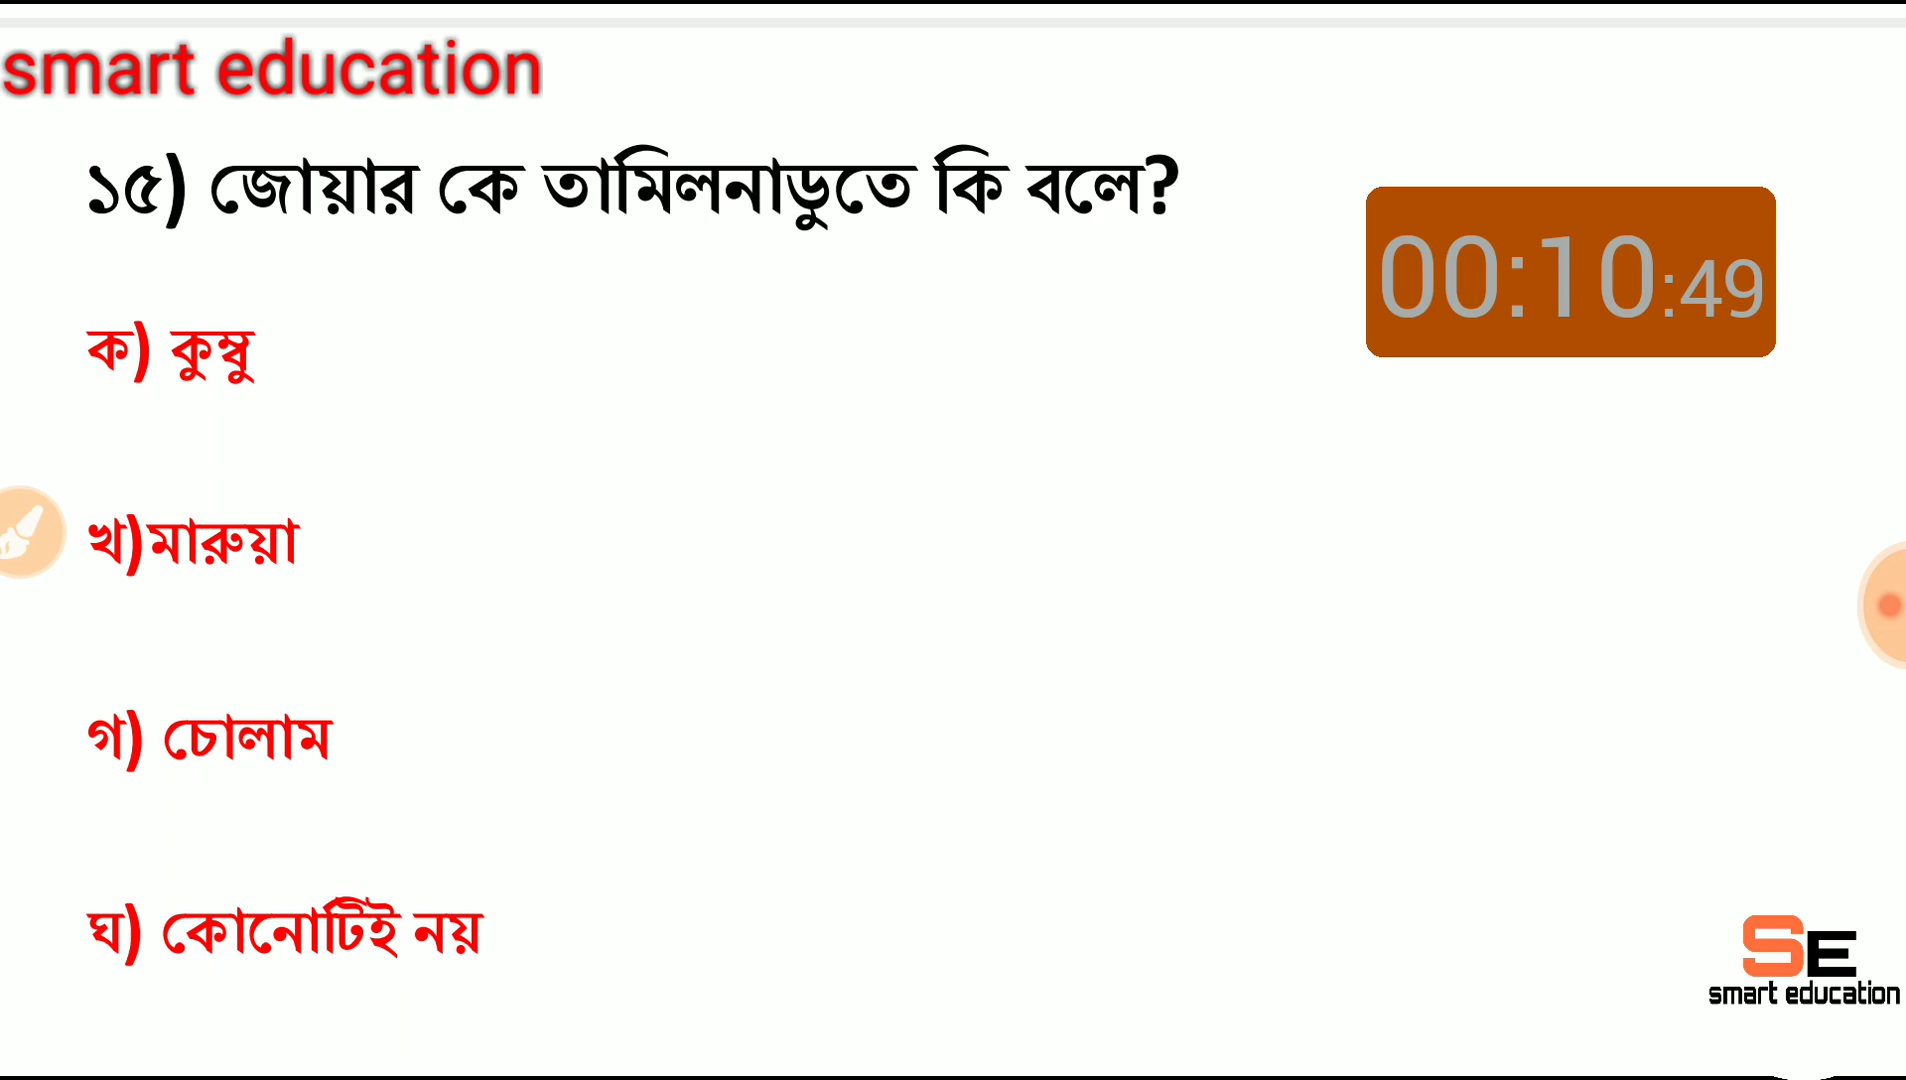 smart education
১৫) জোয়ার কে তামিলনাড়ুতে কি বলে?
00:10:49
ক) কুম্বু
খ)মারুয়া
গ) চোলাম
ঘ) কোনোটিই নয়
SE
smart education